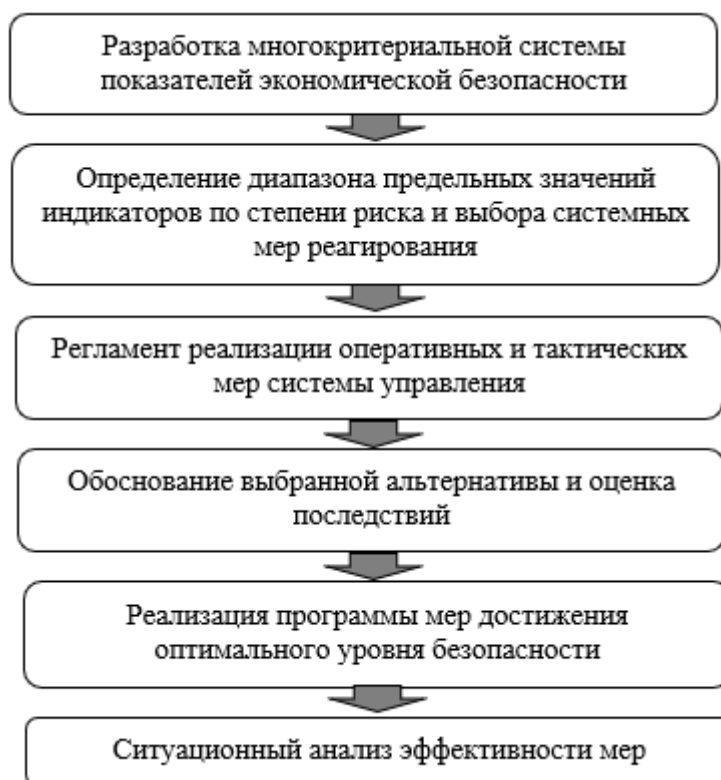 Разработка многокритериальной системы
показателей экономической безопасности
Определение диапазона предельных значений
индикаторов по степени риска и выбора системных
мер реагирования
Регламент реализации оперативных и тактических
мер системы управления
Обоснование выбранной альтернативы и оценка
последствий
Реализация программы мер достижения
оптимального уровня безопасности
Ситуационный анализ эффективности мер